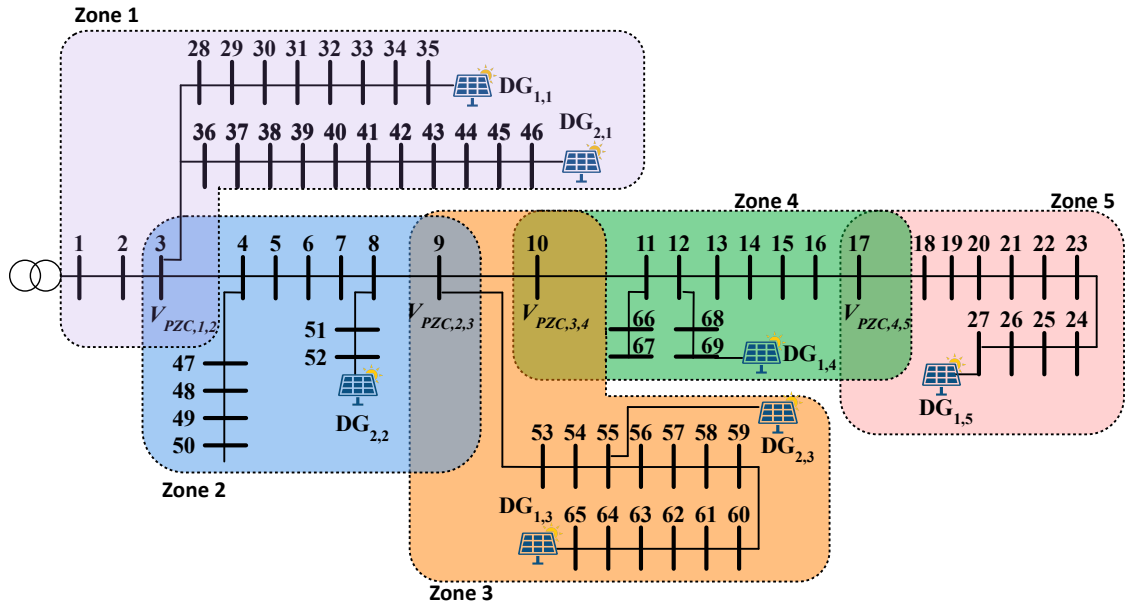 Zone 1
28 29 30 31 32 33 34 35
DG1,1
36 37 38 39 40 41 42 43 44 45 46
DG2,1
Zone 4
Zone 5
1 2 3 4 5 6 7 8 9 10 11 12 13 14 15 16 17 18 19 20 21 22 23
VPZC,1,2
VPZC,2,3
VPZC,3,4
VPZC,4,5
51
52
66 68
67 69
27 26 25 24
DG1,4
47
48
49
50
DG2,2
DG1,5
DG2,3
53 54 55 56 57 58 59
Zone 2
DG1,3
65 64 63 62 61 60
Zone 3